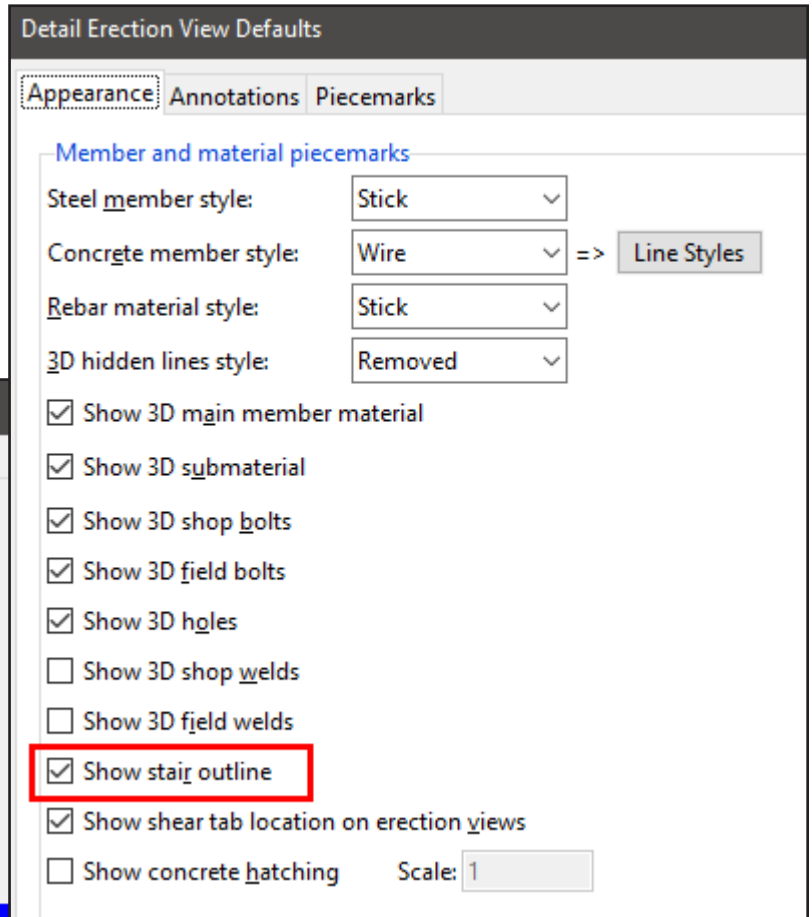 Detail Erection View Defaults
Appearance Annotations Piecemarks
Member and material piecemarks
Steel member style: Stick
Concrete member style: Wire => Line Styles
Rebar material style: Stick
3D hidden lines style: Removed
Show 3D main member material
Show 3D submaterial
Show 3D shop bolts
Show 3D field bolts
Show 3D holes
Show 3D shop welds
Show 3D field welds
Show stair outline
Show shear tab location on erection views
Show concrete hatching Scale: 1